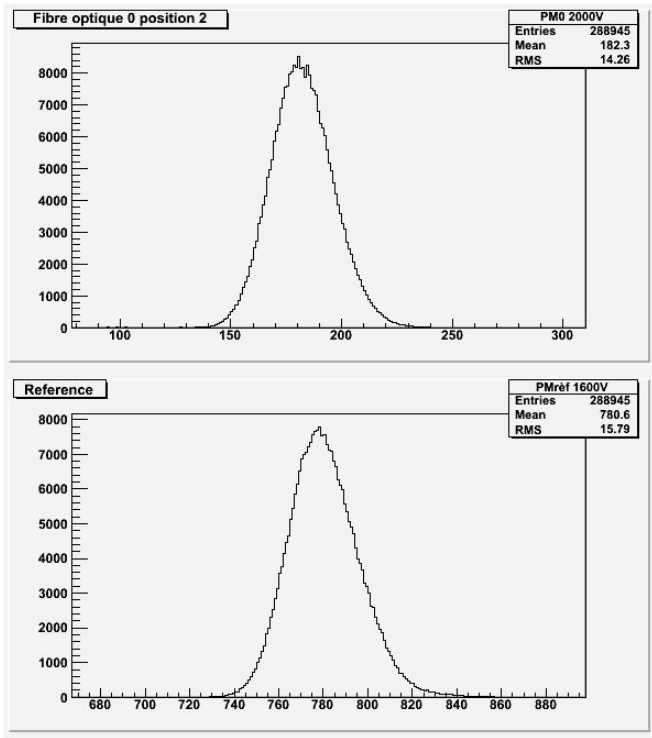 Fibre optique 0 position 2
PM0 2000V
Entries 288945
Mean 182.3
RMS 14.26
8000
7000
6000
5000
4000
3000
2000
1000
0
100 150 200 250 300
Reference
PMrèf 1600V
Entries 288945
Mean 780.6
RMS 15.79
8000
7000
6000
5000
4000
3000
2000
1000
0
680 700 720 740 760 780 800 820 840 860 880